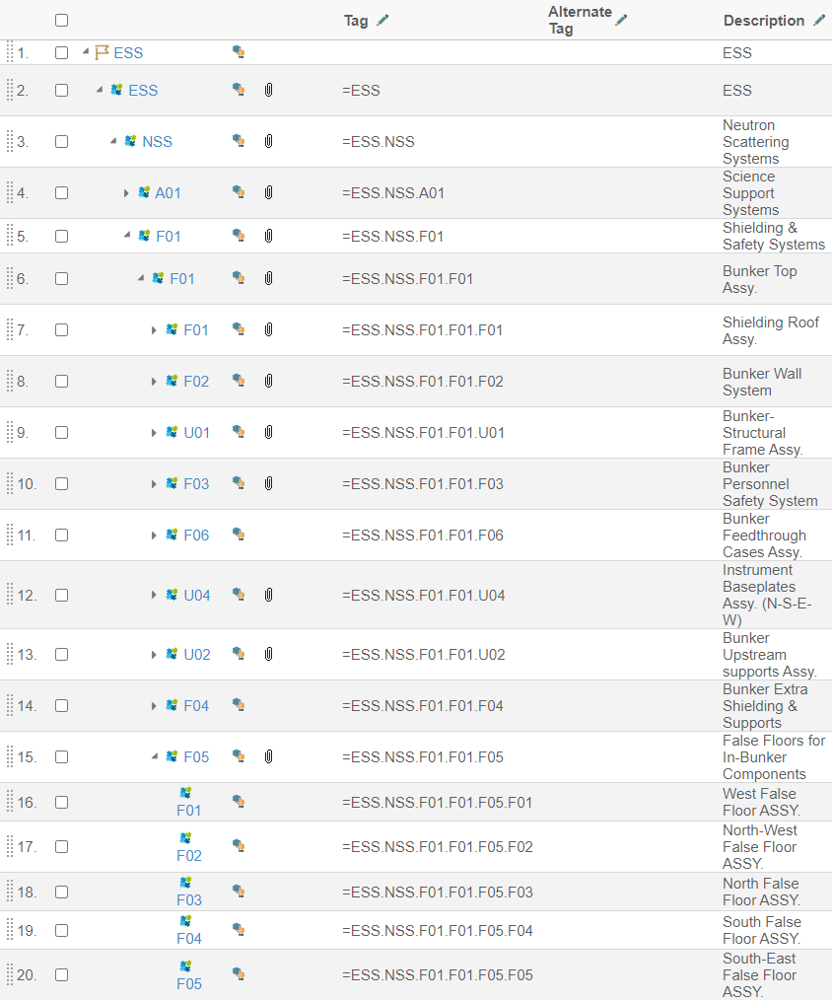 Tag
Alternate
Tag
Description
1. ESS ESS
2. ESS =ESS ESS
3. NSS =ESS.NSS Neutron
Scattering
Systems
4. A01 =ESS.NSS.A01 Science
Support
Systems
5. F01 =ESS.NSS.F01 Shielding &
Safety Systems
6. F01 =ESS.NSS.F01.F01 Bunker Top
Assy.
7. F01 =ESS.NSS.F01.F01.F01 Shielding Roof
Assy.
8. F02 =ESS.NSS.F01.F01.F02 Bunker Wall
System
9. U01 =ESS.NSS.F01.F01.U01 Bunker-
Structural
Frame Assy.
10. F03 =ESS.NSS.F01.F01.F03 Bunker
Personnel
Safety System
11. F06 =ESS.NSS.F01.F01.F06 Bunker
Feedthrough
Cases Assy.
12. U04 =ESS.NSS.F01.F01.U04 Instrument
Baseplates
Assy. (N-S-E-
W)
13. U02 =ESS.NSS.F01.F01.U02 Bunker
Upstream
supports Assy.
14. F04 =ESS.NSS.F01.F01.F04 Bunker Extra
Shielding &
Supports
15. F05 =ESS.NSS.F01.F01.F05 False Floors for
In-Bunker
Components
16. F01 =ESS.NSS.F01.F01.F05.F01 West False
Floor ASSY.
17. F02 =ESS.NSS.F01.F01.F05.F02 North-West
False Floor
ASSY.
18. F03 =ESS.NSS.F01.F01.F05.F03 North False
Floor ASSY.
19. F04 =ESS.NSS.F01.F01.F05.F04 South False
Floor ASSY.
20. F05 =ESS.NSS.F01.F01.F05.F05 South-East
False Floor
ASSY.